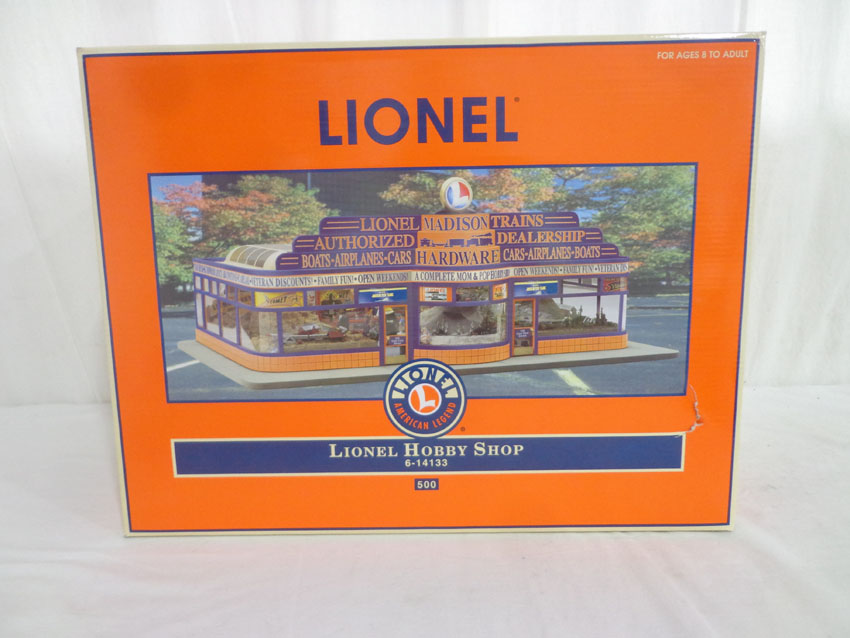 FOR AGES 8 TO ADULT
LIONEL
L
LIONEL MADISON TRAINS
AUTHORIZED DEALERSHIP
BOATS-AIRPLANES-CARS HARDWARE CARS-AIRPLANES-BOATS
VETERAN DISCOUNTS! • FAMILY FUN! • OPEN WEEKENDS! A COMPLETE MOM & POP OPEN WEEKENDS • FAMILY FUN!
LIONEL
L
AMERICAN LEGEND
LIONEL HOBBY SHOP
6-14133
500